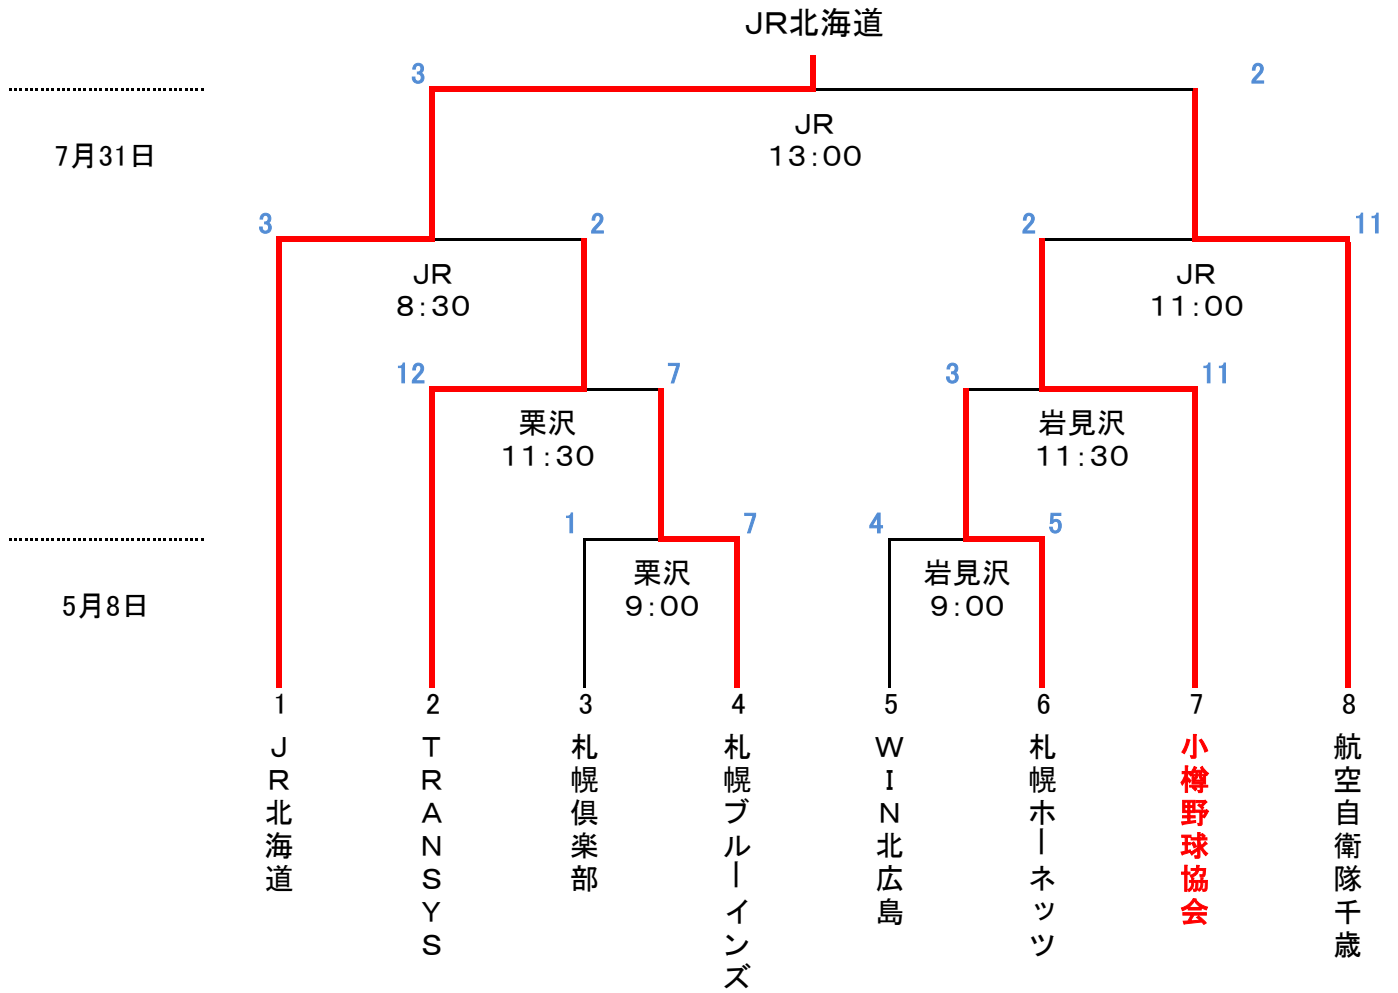 JR北海道
3
2
7月31日
JR
13:00
3
2
2
11
JR
8:30
JR
11:00
12
7
3
11
栗沢
11:30
岩見沢
11:30
1
7
4
5
5月8日
栗沢
9:00
岩見沢
9:00
1
2
3
4
5
6
7
8
JR北海道
TRANSYS
札幌倶楽部
札幌ブルーインズ
WIN北広島
札幌ホーネッツ
小樽野球協会
航空自衛隊千歳